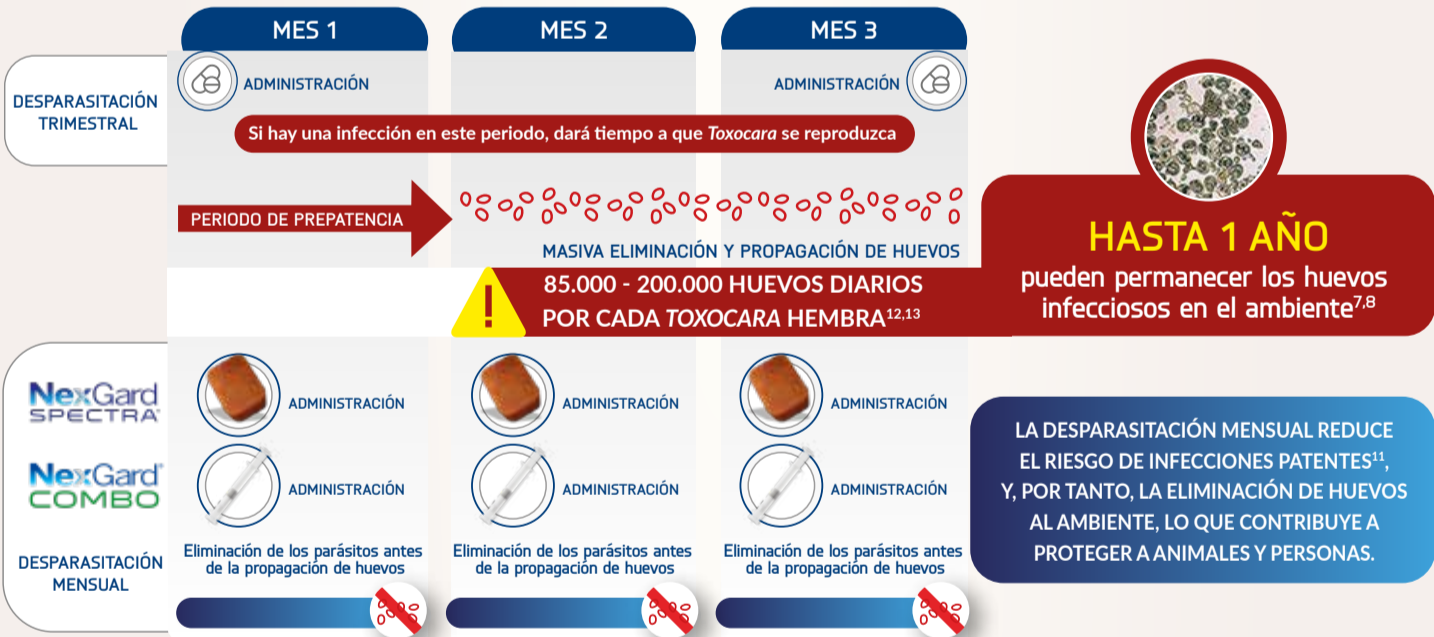 MES 1
MES 2
MES 3
DESPARASITACIÓN
TRIMESTRAL
ADMINISTRACIÓN
ADMINISTRACIÓN
Si hay una infección en este periodo, dará tiempo a que Toxocara se reproduzca
PERIODO DE PREPATENCIA
MASIVA ELIMINACIÓN Y PROPAGACIÓN DE HUEVOS
85.000 - 200.000 HUEVOS DIARIOS
POR CADA TOXOCARA HEMBRA12,13
HASTA 1 AÑO
pueden permanecer los huevos
infecciosos en el ambiente7,8
NexGard
SPECTRA
ADMINISTRACIÓN
ADMINISTRACIÓN
ADMINISTRACIÓN
NexGard®
COMBO
ADMINISTRACIÓN
ADMINISTRACIÓN
ADMINISTRACIÓN
DESPARASITACIÓN
MENSUAL
Eliminación de los parásitos antes
de la propagación de huevos
Eliminación de los parásitos antes
de la propagación de huevos
Eliminación de los parásitos antes
de la propagación de huevos
LA DESPARASITACIÓN MENSUAL REDUCE
EL RIESGO DE INFECCIONES PATENTES11,
Y, POR TANTO, LA ELIMINACIÓN DE HUEVOS
AL AMBIENTE, LO QUE CONTRIBUYE A
PROTEGER A ANIMALES Y PERSONAS.